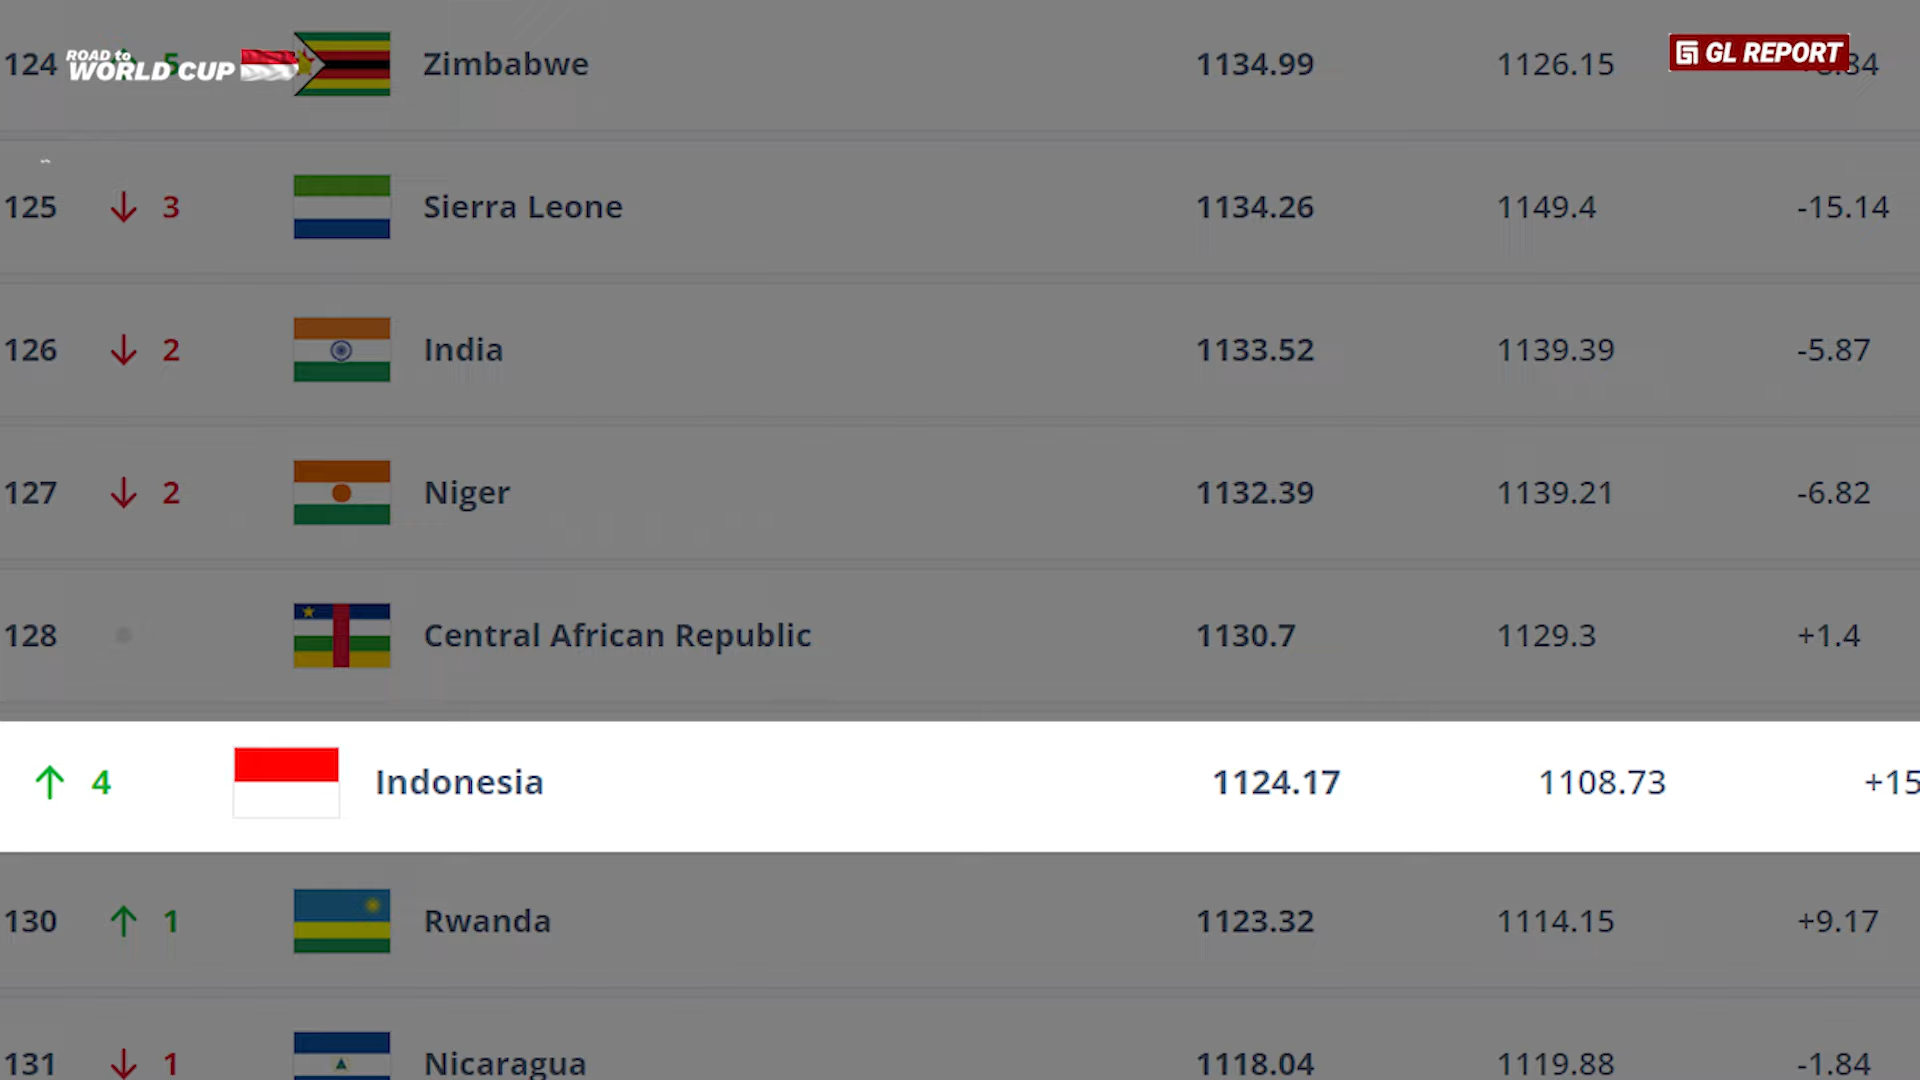 124 5 Zimbabwe 1134.99 1126.15 +8.84
ROAD to
WORLD CUP
GL REPORT
125 3 Sierra Leone 1134.26 1149.4 -15.14
126 2 India 1133.52 1139.39 -5.87
127 2 Niger 1132.39 1139.21 -6.82
128 Central African Republic 1130.7 1129.3 +1.4
4 Indonesia 1124.17 1108.73 +15
130 1 Rwanda 1123.32 1114.15 +9.17
131 1 Nicaragua 1118.04 1119.88 -1.84